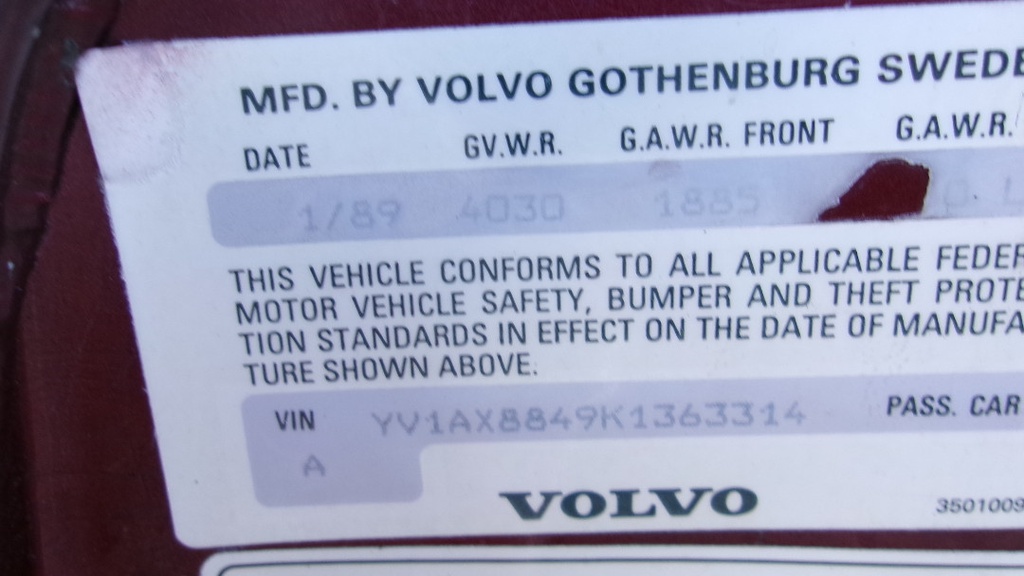 MFD. BY VOLVO GOTHENBURG SWEDE
DATE GV.W.R. G.A.W.R. FRONT G.A.W.R.
1/89 4030 1885
THIS VEHICLE CONFORMS TO ALL APPLICABLE FEDER
MOTOR VEHICLE SAFETY, BUMPER AND THEFT PROTE
TION STANDARDS IN EFFECT ON THE DATE OF MANUFA
TURE SHOWN ABOVE.
VIN YV1AX8849K1363314 PASS. CAR
A
VOLVO
3501009